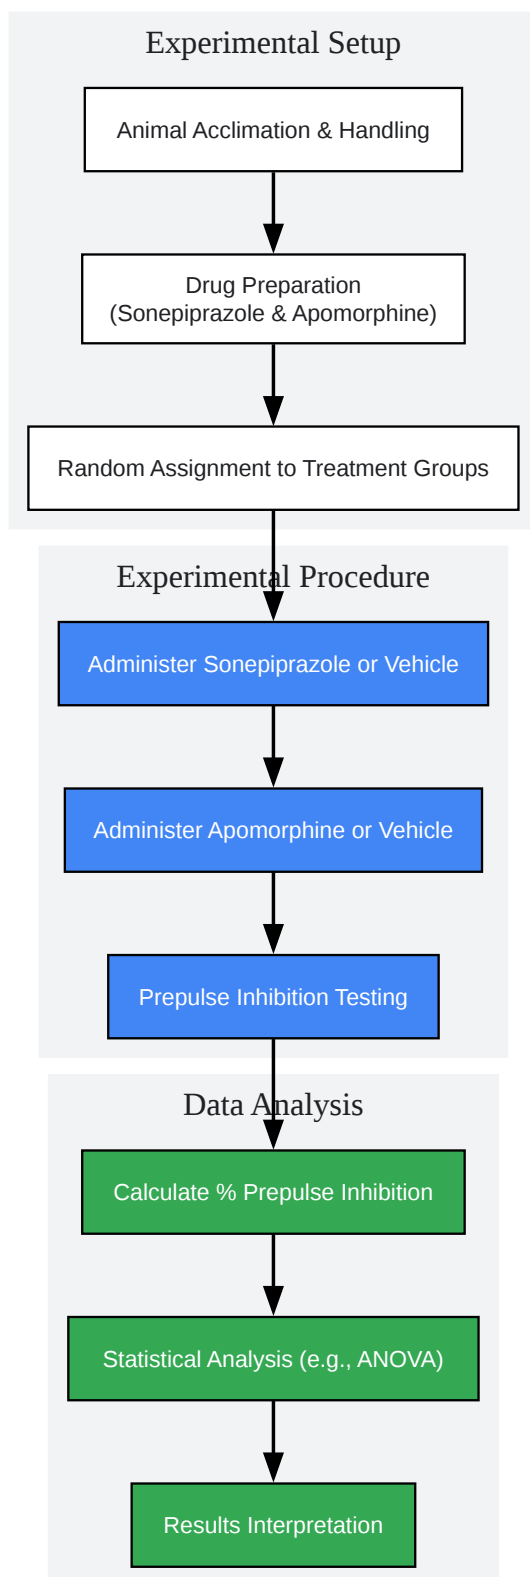 Experimental Setup
Animal Acclimation & Handling
Drug Preparation
(Sonepiprazole & Apomorphine)
Random Assignment to Treatment Groups
Experimental Procedure
Administer Sonepiprazole or Vehicle
Administer Apomorphine or Vehicle
Prepulse Inhibition Testing
Data Analysis
Calculate % Prepulse Inhibition
Statistical Analysis (e.g., ANOVA)
Results Interpretation